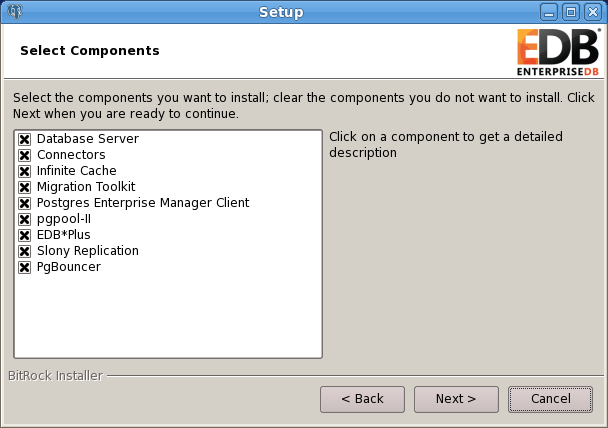 Setup
Select Components
EDB
ENTERPRISEDB
Select the components you want to install; clear the components you do not want to install. Click
Next when you are ready to continue.
Database Server
Connectors
Infinite Cache
Migration Toolkit
Postgres Enterprise Manager Client
pgpool-II
EDB*Plus
Slony Replication
PgBouncer
Click on a component to get a detailed
description
BitRock Installer
< Back
Next >
Cancel